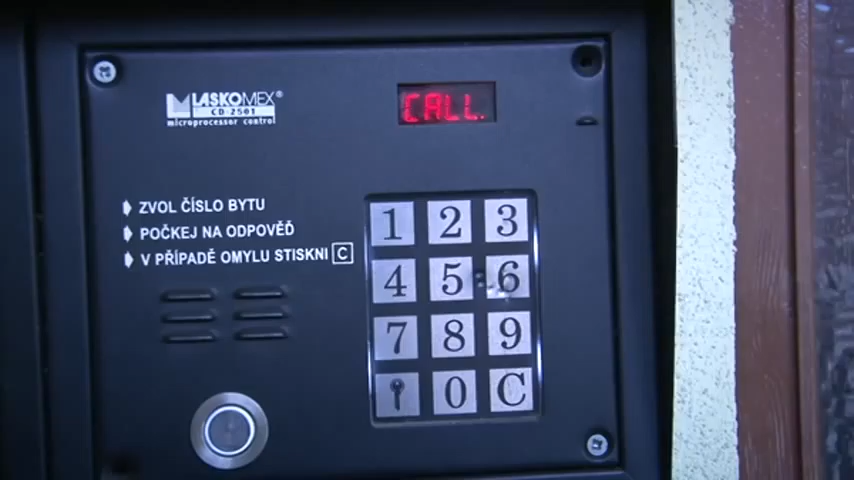 LASKOMEX®
CD 2501
microprocessor control
CALL.
ZVOL ČÍSLO BYTU
POČKEJ NA ODPOVĚĎ
V PŘÍPADĚ OMYLU STISKNI C
1 2 3
4 5 6
7 8 9
0 C